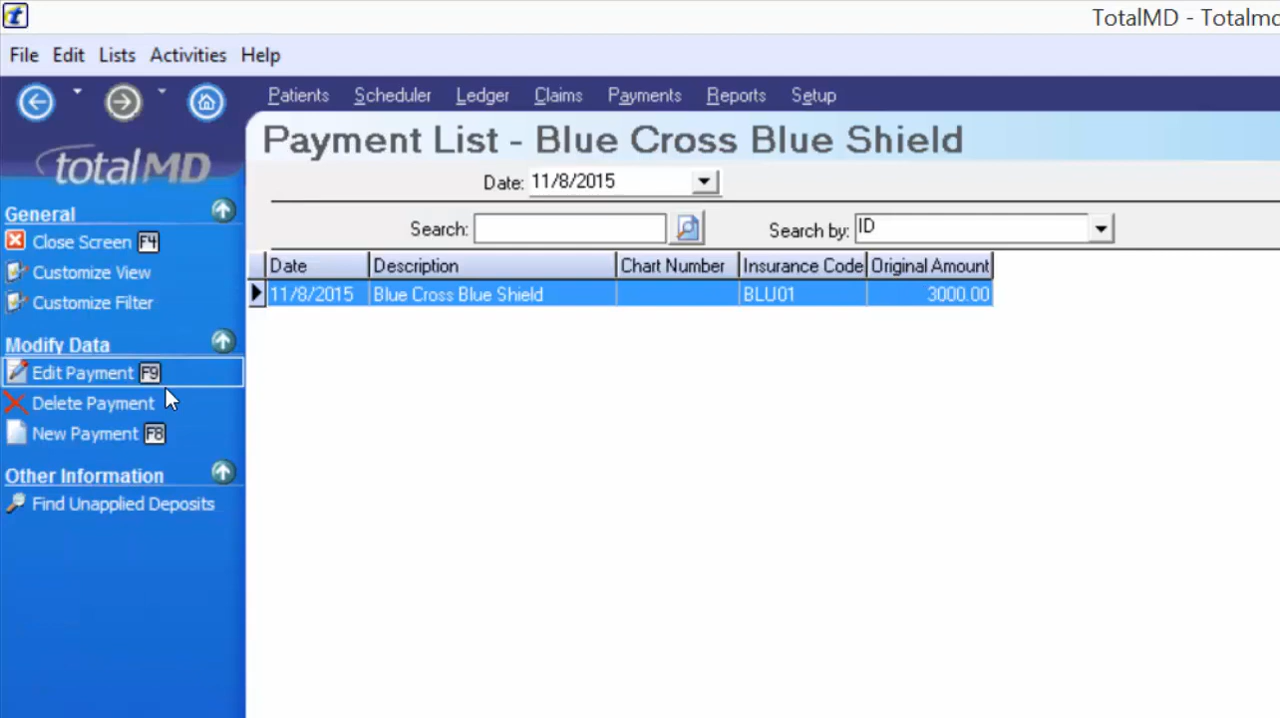 t
TotalMD - Totalmd
File Edit Lists Activities Help
Patients Scheduler Ledger Claims Payments Reports Setup
totalMD
Payment List - Blue Cross Blue Shield
Date: 11/8/2015
Search:
Search by: ID
Date Description Chart Number Insurance Code Original Amount
11/8/2015 Blue Cross Blue Shield BLU01 3000.00
General
Close Screen F4
Customize View
Customize Filter
Modify Data
Edit Payment F9
Delete Payment
New Payment F8
Other Information
Find Unapplied Deposits